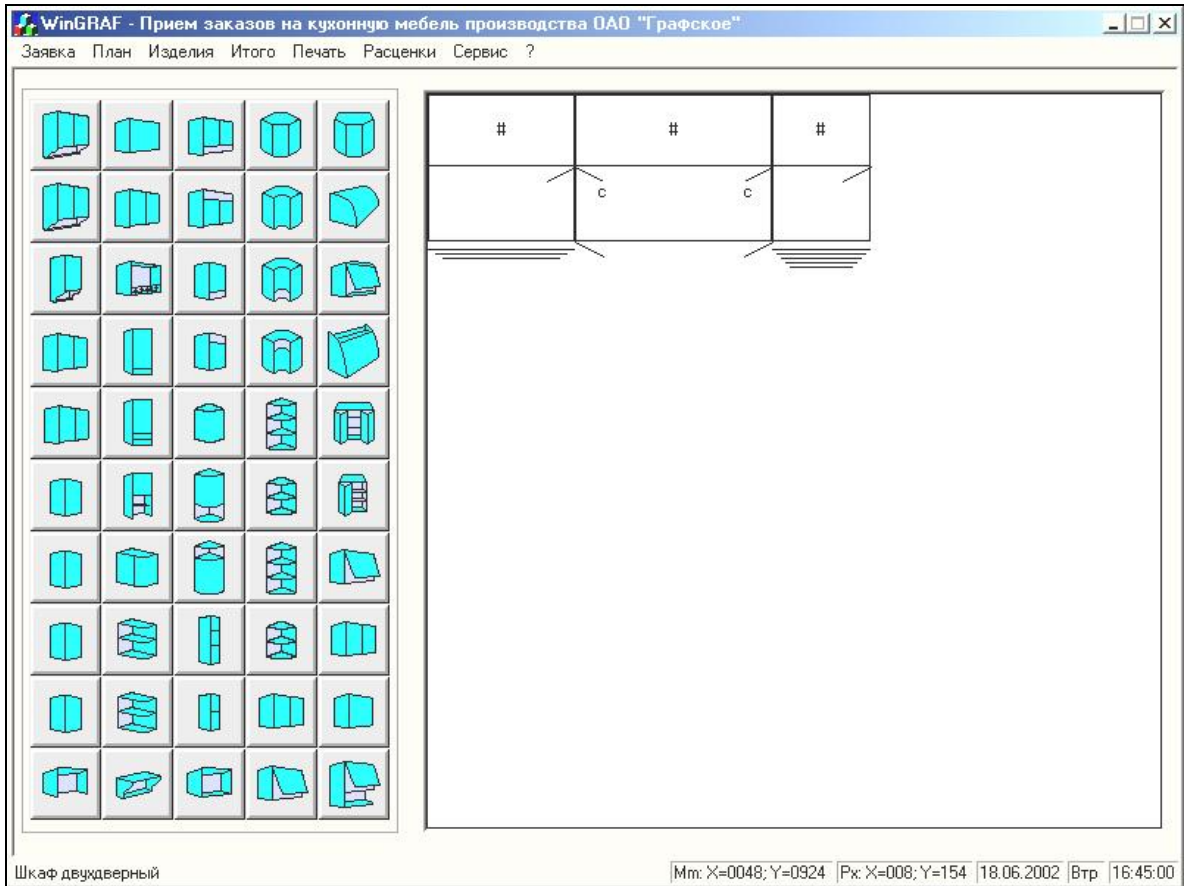 WinGRAF - Прием заказов на кухонную мебель производства ОАО "Графское"
Заявка План Изделия Итого Печать Расценки Сервис ?
# # #
с с
Шкаф двухдверный Mm: X=0048; Y=0924 Px: X=008; Y=154 18.06.2002 Втр 16:45:00